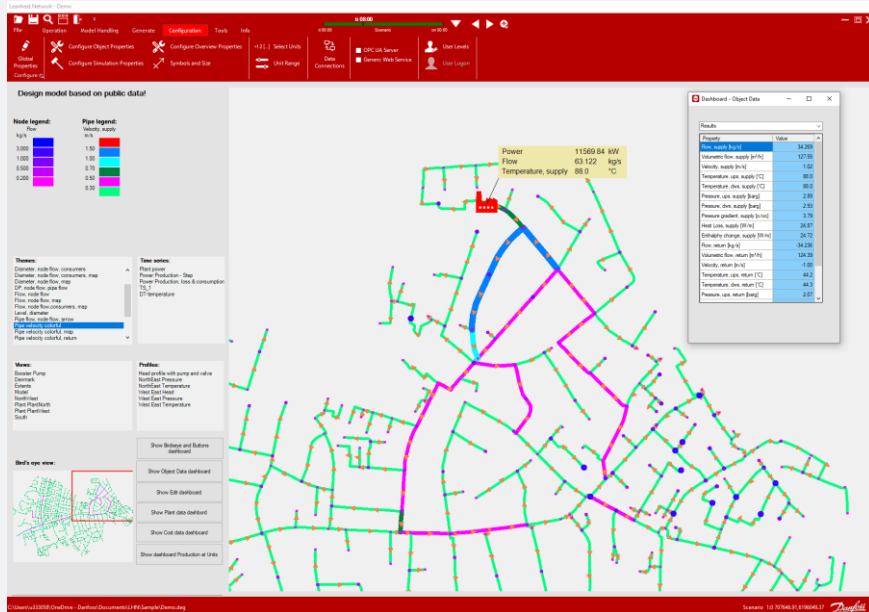 Leanheat Network - Demo
File Operation Model Handling Generate Configuration Tools Info
00:00 Scenario
Global Properties
Configure Object Properties
Configure Simulation Properties
Configure Overview Properties
Symbols and Size
Select Units
Unit Range
Data Connections
OPC UA Server
Generic Web Service
User Levels
User Logon
Configure
Design model based on public data!
Node legend:
Flow
kg/s
3.000
1.000
0.500
0.200
Pipe legend:
Velocity, supply
m/s
1.50
1.00
0.70
0.50
0.30
Power 11569.84 kW
Flow 63.122 kg/s
Temperature, supply 88.0 °C
Dashboard - Object Data
Results
Property Value
Flow, supply [kg/s] 34.269
Volumetric flow, supply [m³/h] 127.55
Velocity, supply [m/s] 1.02
Temperature, ups, supply [°C] 88.0
Temperature, dws, supply [°C] 88.0
Pressure, ups, supply [barg]
Pressure, dws, supply [barg]
Pressure gradient, supply
Heat Loss, supply [W/m] 24.87
Enthalphy change, supply [W/m] 24.72
Flow, return [kg/s] -34.236
Volumetric flow, return [m³/h]
Velocity, return [m/s] -1.00
Temperature, ups, return [°C] 44.2
Temperature, dws, return [°C] 44.3
Pressure, ups, return [barg] 2.07
Themes:
Diameter, node flow, consumers
Diameter, node flow, consumers, map
Diameter, node flow, map
DP, node flow, pipe flow
Flow, node flow
Flow, node flow, map
Flow, node flow,consumers, map
Level, diameter
Pipe flow, node flow, arrow
Pipe velocity colorful
Pipe velocity colorful, map
Pipe velocity colorful, return
Time series:
Plant power
Power Production - Step
Power Production, loss & consumption
TS_1
DT-temperature
Views:
Booster Pump
Denmark
Extents
Model
NorthWest
Plant PlantNorth
Plant PlantWest
South
Profiles:
Head profile with pump and valve
NorthEast Pressure
NorthEast Temperature
West East Head
West East Pressure
West East Temperature
Bird's eye view:
Show Birdseye and Buttons dashboard
Show Object Data dashboard
Show Edit dashboard
Show Plant data dashbord
Show Cost data dashboard
Show dashboard Production at Units
Danfoss